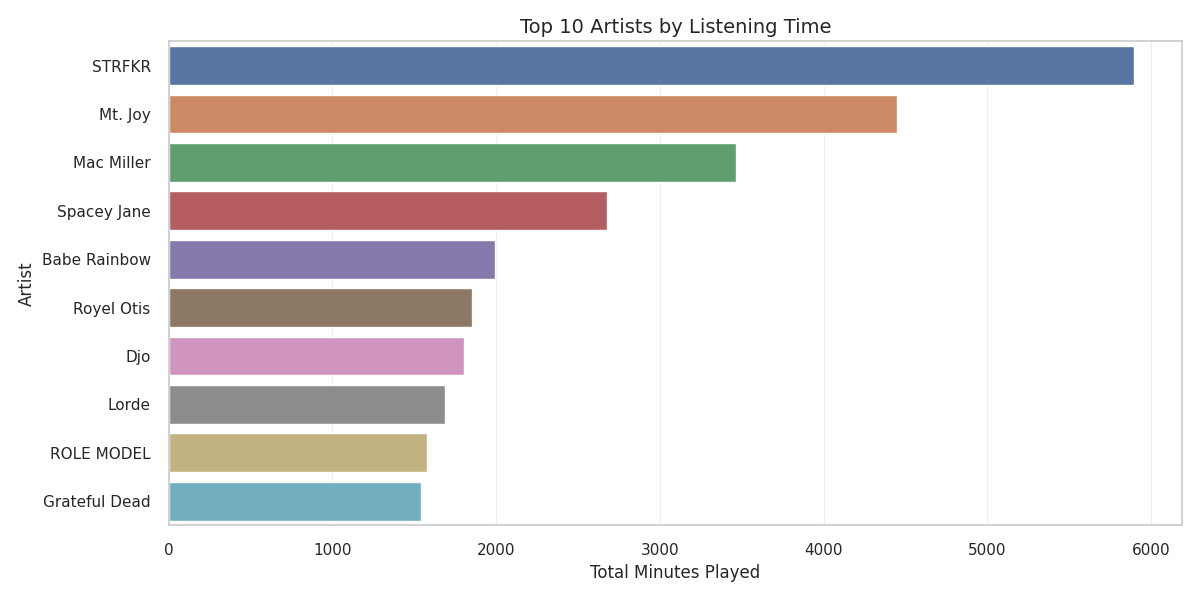 Top 10 Artists by Listening Time
Artist
STRFKR
Mt. Joy
Mac Miller
Spacey Jane
Babe Rainbow
Royel Otis
Djo
Lorde
ROLE MODEL
Grateful Dead
0 1000 2000 3000 4000 5000 6000
Total Minutes Played